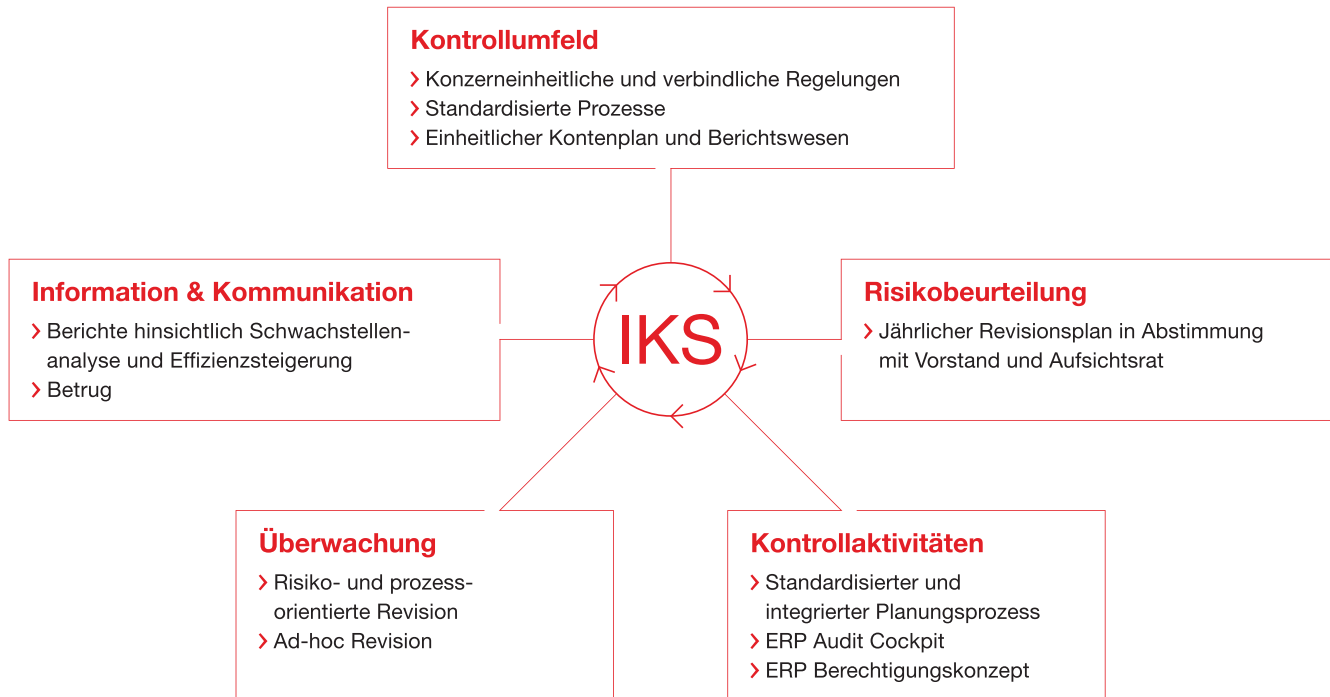 Kontrollumfeld
› Konzerneinheitliche und verbindliche Regelungen
› Standardisierte Prozesse
› Einheitlicher Kontenplan und Berichtswesen
Information & Kommunikation
› Berichte hinsichtlich Schwachstellen-
analyse und Effizienzsteigerung
› Betrug
IKS
Risikobeurteilung
› Jährlicher Revisionsplan in Abstimmung
mit Vorstand und Aufsichtsrat
Überwachung
› Risiko- und prozess-
orientierte Revision
› Ad-hoc Revision
Kontrollaktivitäten
› Standardisierter und
integrierter Planungsprozess
› ERP Audit Cockpit
› ERP Berechtigungskonzept